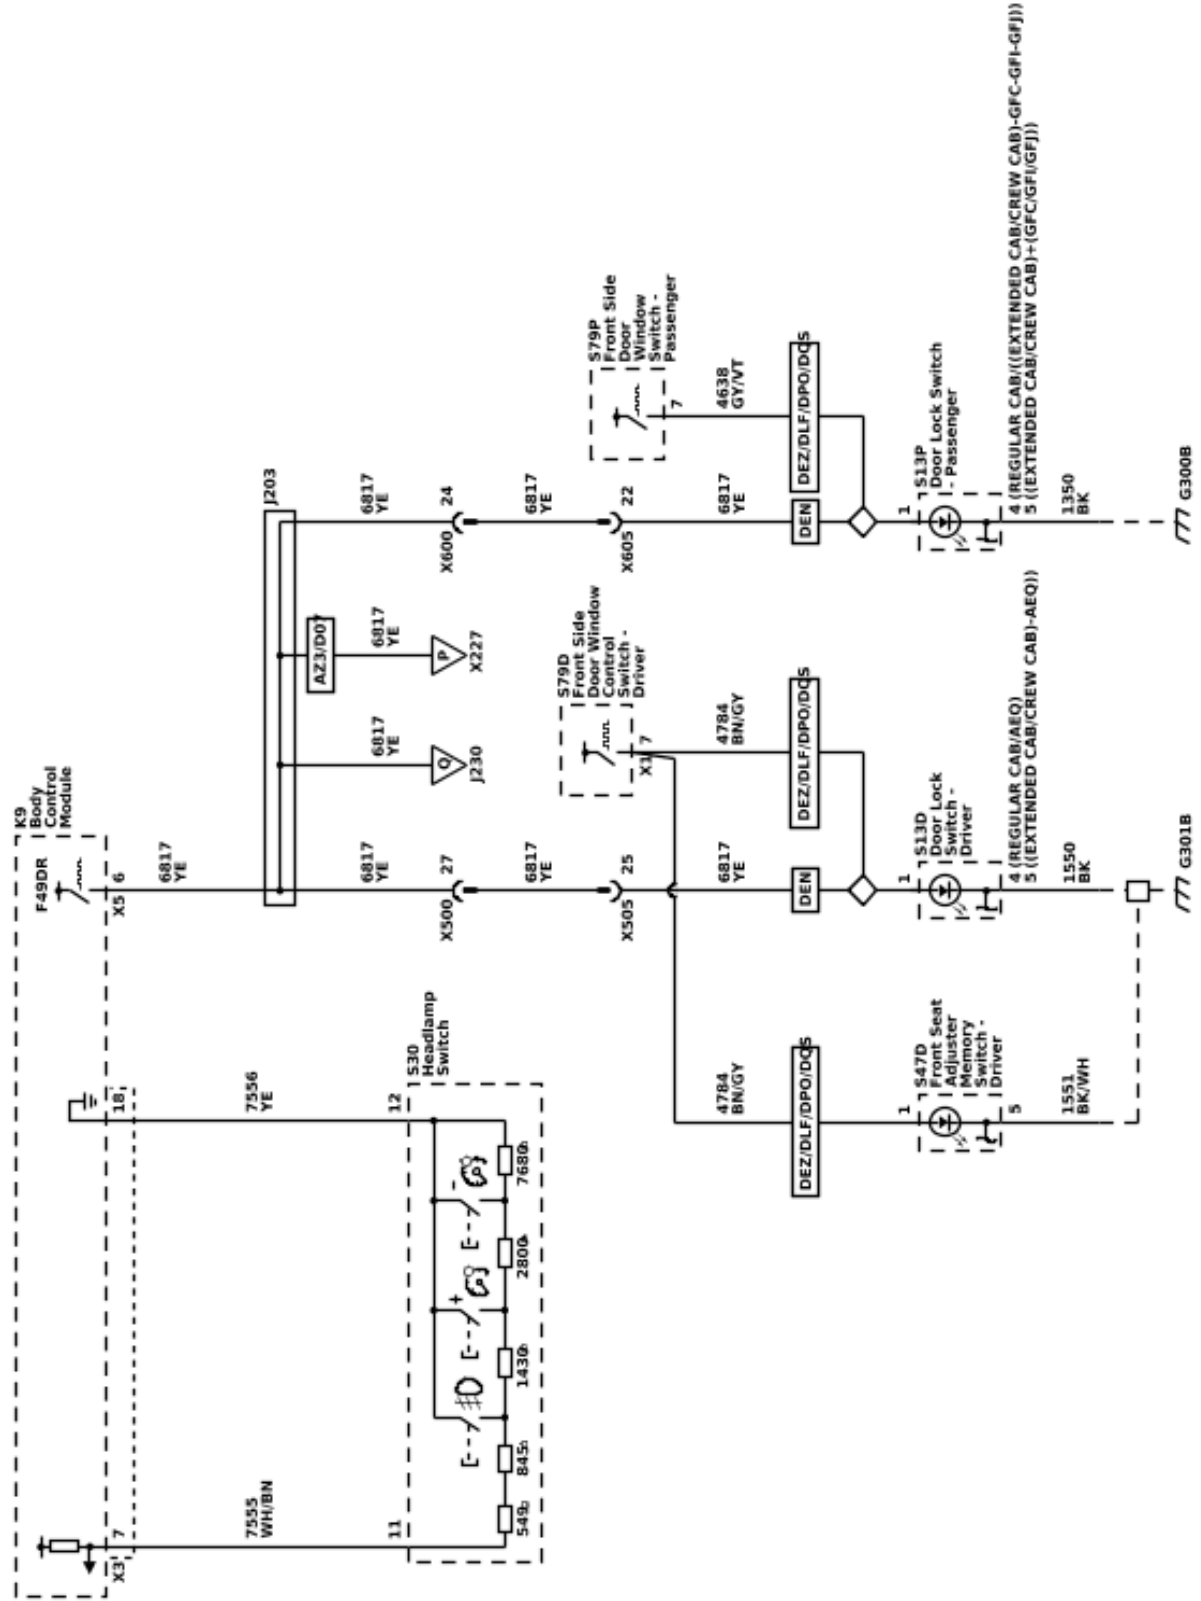 K9
Body
Control
Module
F49DR
X3
7
18
X5
6
7555
WH/BN
7556
YE
6817
YE
J203
AZ3/D07
11
12
S30
Headlamp
Switch
6817
YE
6817
YE
6817
YE
6817
YE
X500
27
Q
J230
P
X227
X600
24
+
-
549Ω
845Ω
1430Ω
2800Ω
7680Ω
6817
YE
6817
YE
S79D
Front Side
Door Window
Control
Switch -
Driver
S79P
Front Side
Door
Window
Switch -
Passenger
X505
25
X1
7
X605
22
7
4784
BN/GY
6817
YE
4784
BN/GY
6817
YE
4638
GY/VT
DEZ/DLF/DPO/DQS
DEN
DEZ/DLF/DPO/DQS
DEN
DEZ/DLF/DPO/DQS
1
1
1
S47D
Front Seat
Adjuster
Memory
Switch -
Driver
S13D
Door Lock
Switch -
Driver
S13P
Door Lock Switch
- Passenger
5
4 (REGULAR CAB/AEQ)
5 ((EXTENDED CAB/CREW CAB)-AEQ))
4 (REGULAR CAB/((EXTENDED CAB/CREW CAB)-GFC-GFI-GFJ))
5 ((EXTENDED CAB/CREW CAB)+(GFC/GFI/GFJ))
1551
BK/WH
1550
BK
1350
BK
G301B
G300B